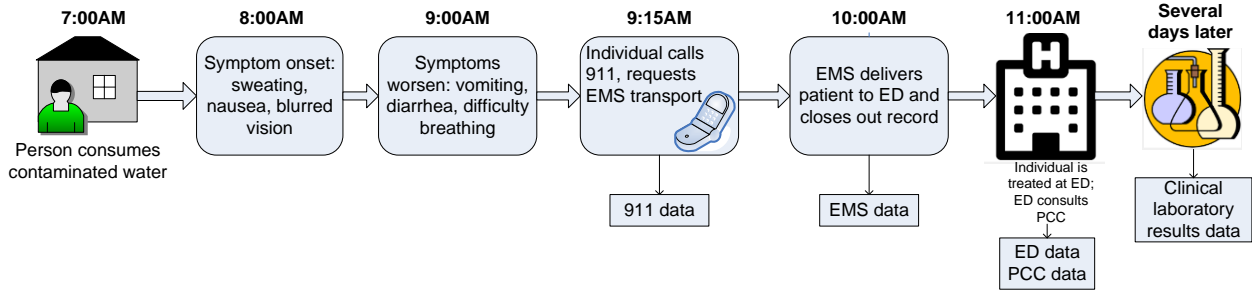 7:00AM
Person consumes
contaminated water
8:00AM
Symptom onset:
sweating,
nausea, blurred
vision
9:00AM
Symptoms
worsen: vomiting,
diarrhea, difficulty
breathing
9:15AM
Individual calls
911, requests
EMS transport
911 data
10:00AM
EMS delivers
patient to ED and
closes out record
EMS data
11:00AM
H
Individual is
treated at ED;
ED consults
PCC
ED data
PCC data
Several
days later
Clinical
laboratory
results data